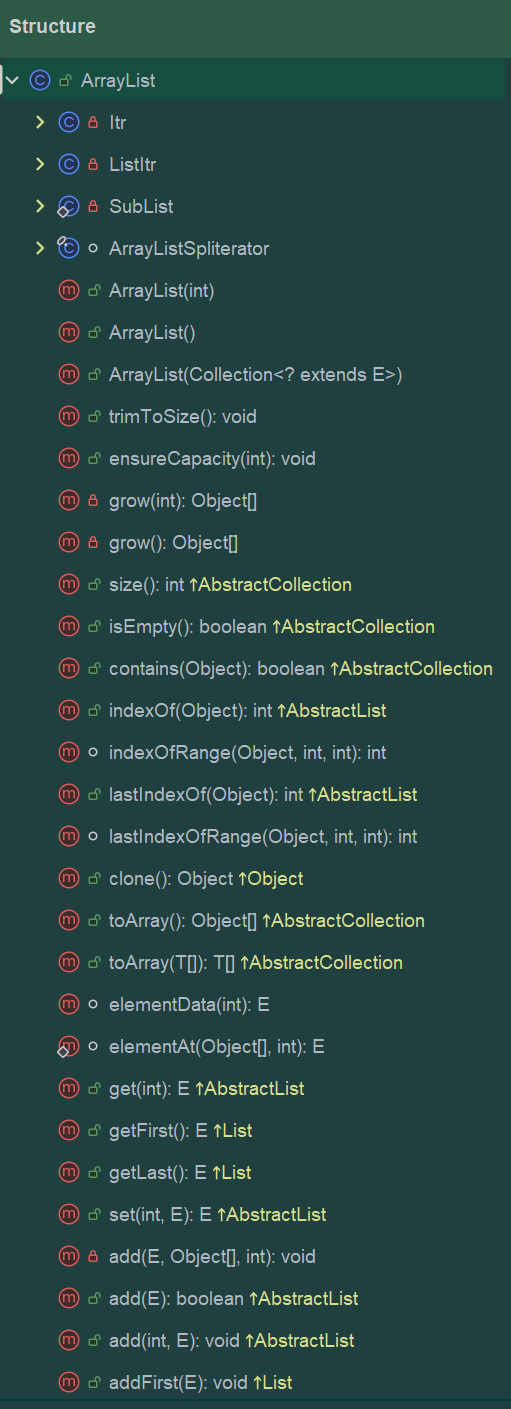 Structure
ArrayList
Itr
ListItr
SubList
ArrayListSpliterator
ArrayList(int)
ArrayList()
ArrayList(Collection<? extends E>)
trimToSize(): void
ensureCapacity(int): void
grow(int): Object[]
grow(): Object[]
size(): int ↑AbstractCollection
isEmpty(): boolean ↑AbstractCollection
contains(Object): boolean ↑AbstractCollection
indexOf(Object): int ↑AbstractList
indexOfRange(Object, int, int): int
lastIndexOf(Object): int ↑AbstractList
lastIndexOfRange(Object, int, int): int
clone(): Object ↑Object
toArray(): Object[] ↑AbstractCollection
toArray(T[]): T[] ↑AbstractCollection
elementData(int): E
elementAt(Object[], int): E
get(int): E ↑AbstractList
getFirst(): E ↑List
getLast(): E ↑List
set(int, E): E ↑AbstractList
add(E, Object[], int): void
add(E): boolean ↑AbstractList
add(int, E): void ↑AbstractList
addFirst(E): void ↑List